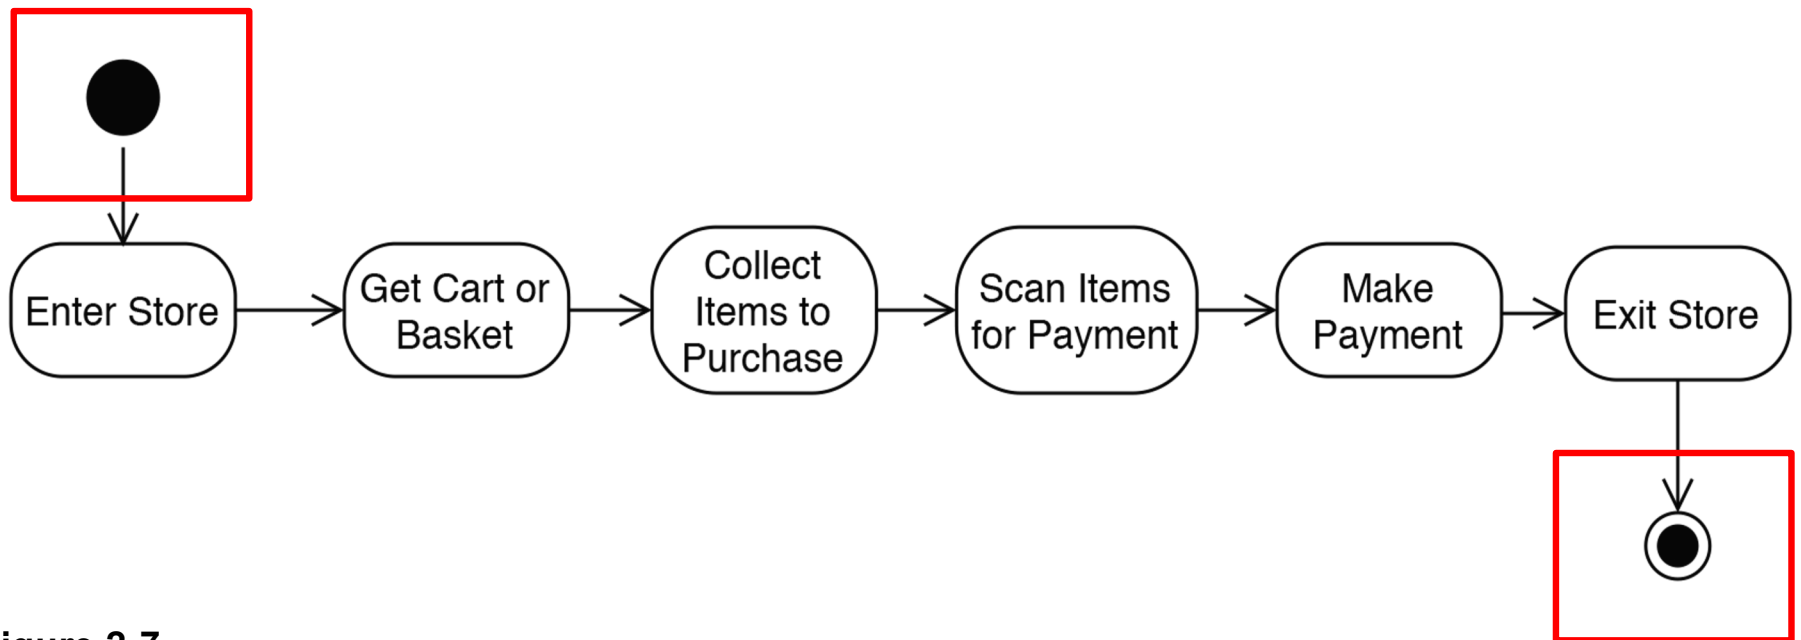 Enter Store
Get Cart or
Basket
Collect
Items to
Purchase
Scan Items
for Payment
Make
Payment
Exit Store